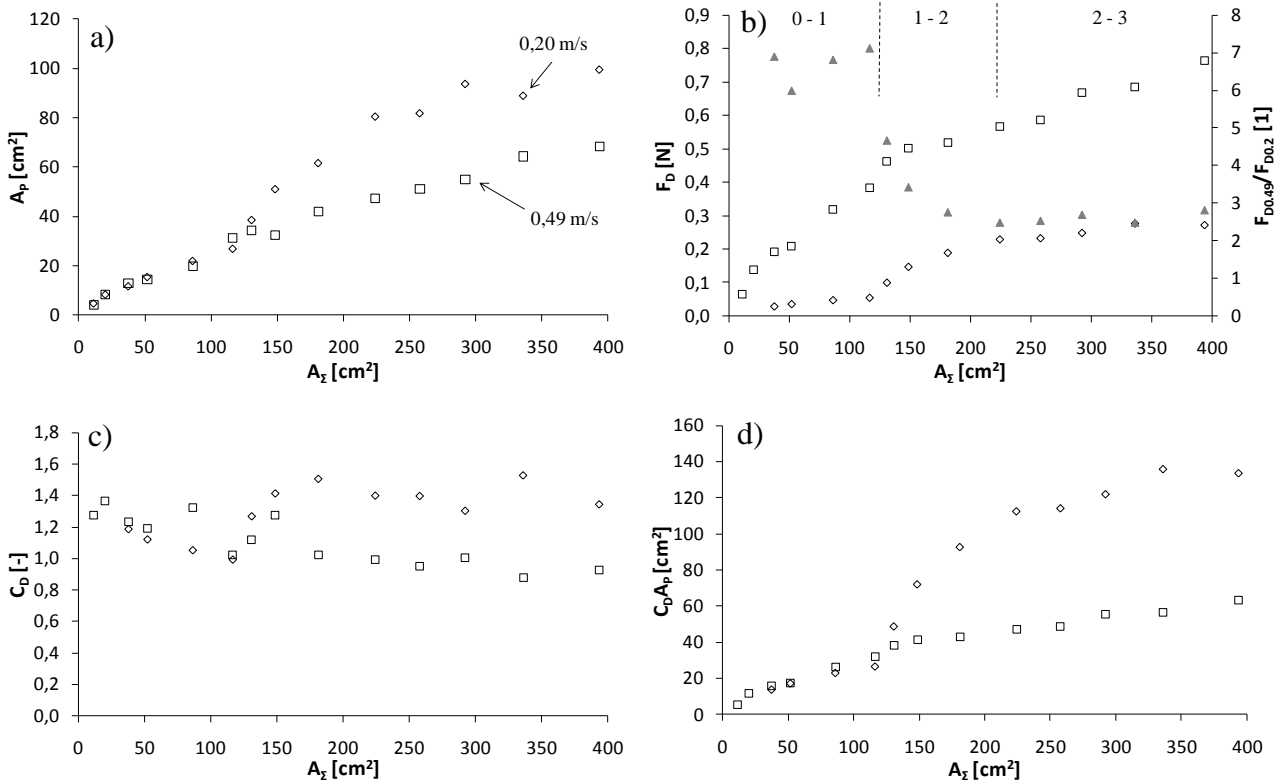 a)
0,20 m/s
0,49 m/s
120
100
80
60
40
20
0
0 50 100 150 200 250 300 350 400
A_P [cm²]
A_Σ [cm²]
b)
0 - 1
1 - 2
2 - 3
0,9
0,8
0,7
0,6
0,5
0,4
0,3
0,2
0,1
0,0
8
7
6
5
4
3
2
1
0
0 50 100 150 200 250 300 350 400
F_D [N]
F_D0.49/F_D0.2 [1]
A_Σ [cm²]
c)
1,8
1,6
1,4
1,2
1,0
0,8
0,6
0,4
0,2
0,0
0 50 100 150 200 250 300 350 400
C_D [-]
A_Σ [cm²]
d)
160
140
120
100
80
60
40
20
0
0 50 100 150 200 250 300 350 400
C_DA_P [cm²]
A_Σ [cm²]